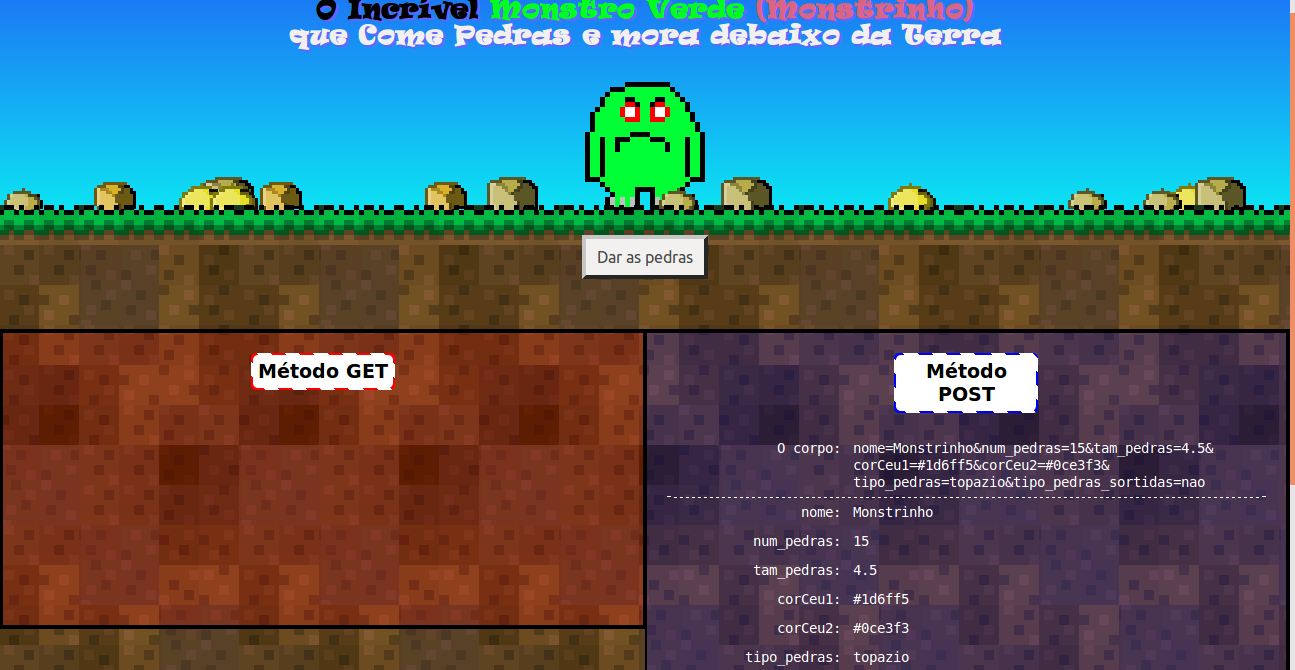 O Incrível Monstro Verde (Monstrinho)
que Come Pedras e mora debaixo da Terra
Dar as pedras
Método GET
Método
POST
O corpo: nome=Monstrinho&num_pedras=15&tam_pedras=4.5&
corCeu1=#1d6ff5&corCeu2=#0ce3f3&
tipo_pedras=topazio&tipo_pedras_sortidas=nao
nome: Monstrinho
num_pedras: 15
tam_pedras: 4.5
corCeu1: #1d6ff5
corCeu2: #0ce3f3
tipo_pedras: topazio